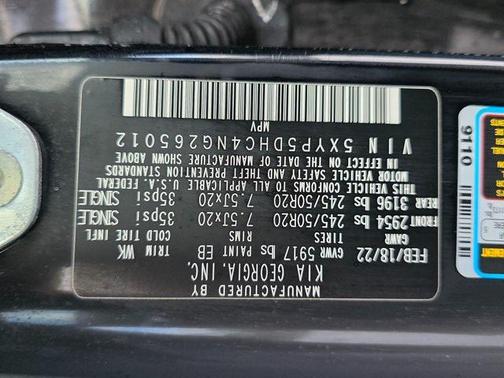 MANUFACTURED BY
KIA GEORGIA, INC.
FEB/18/22 GVWR 5917 lbs PAINT EB TRIM WK
GAWR TIRES RIMS COLD TIRE INFL
FRONT 2954 lbs 245/50R20 7.5Jx20 35psi SINGLE
REAR 3196 lbs 245/50R20 7.5Jx20 35psi SINGLE
THIS VEHICLE CONFORMS TO ALL APPLICABLE U.S.A. FEDERAL
MOTOR VEHICLE SAFETY AND THEFT PREVENTION STANDARDS
IN EFFECT ON THE DATE OF MANUFACTURE SHOWN ABOVE
VIN 5XYP5DHC4NG265012
MPV
9110